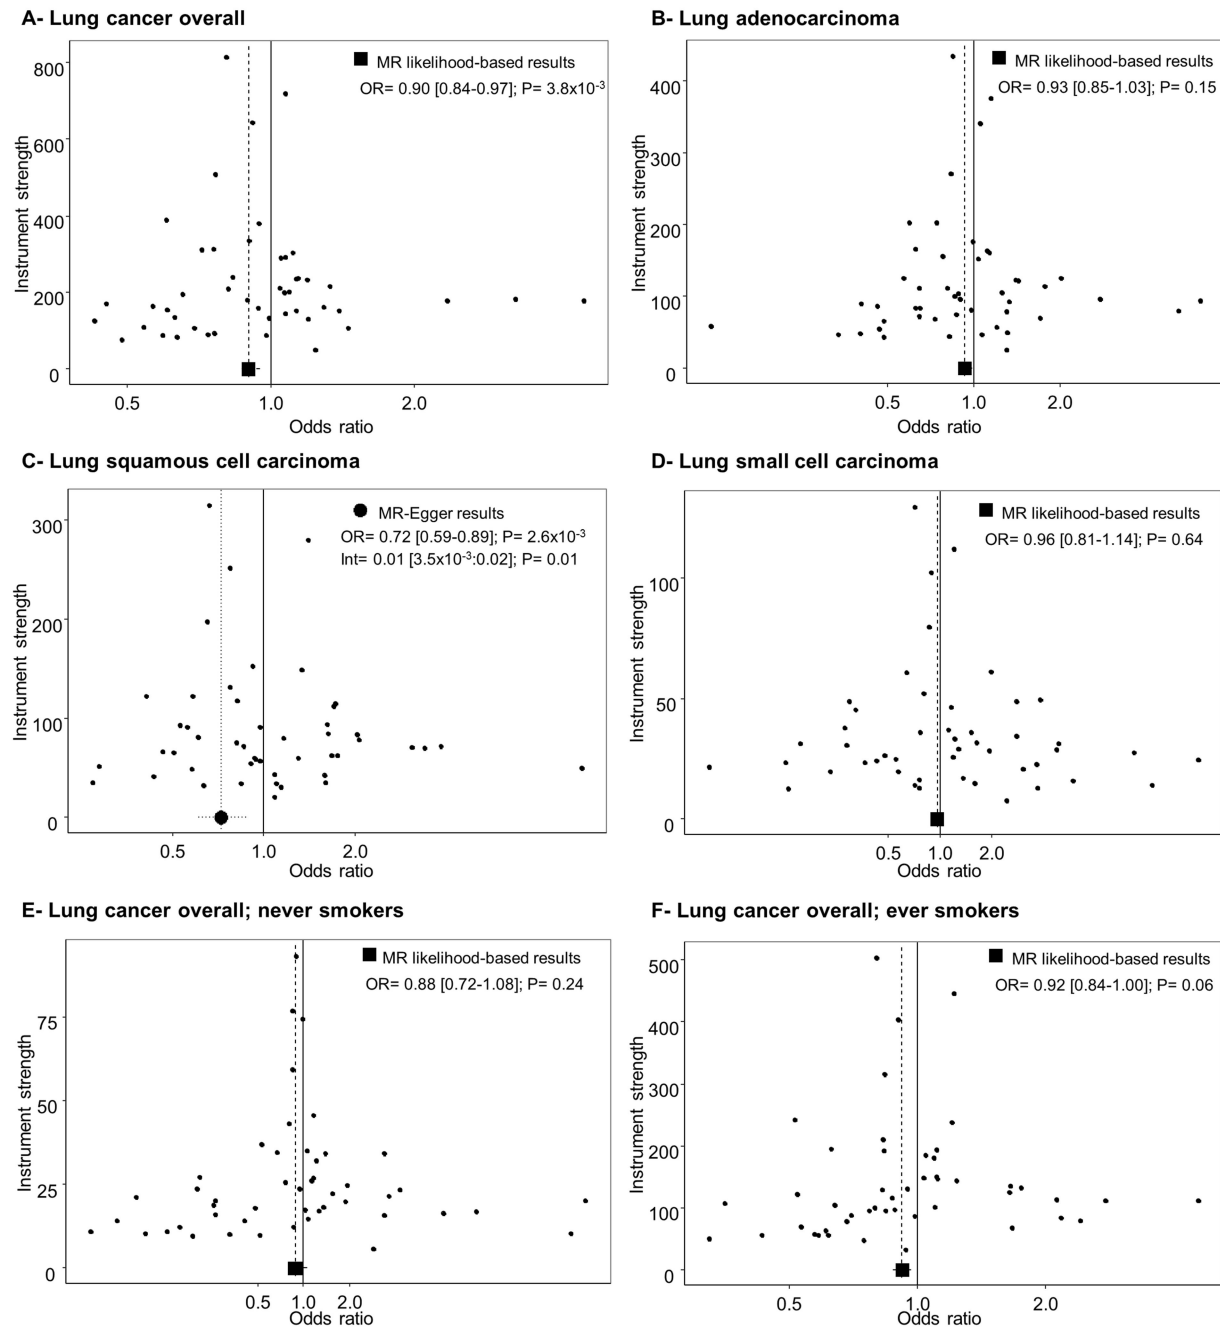 A- Lung cancer overall
MR likelihood-based results
OR= 0.90 [0.84-0.97]; P= 3.8x10-3
Instrument strength
800
600
400
200
0
0.5 1.0 2.0
Odds ratio
B- Lung adenocarcinoma
MR likelihood-based results
OR= 0.93 [0.85-1.03]; P= 0.15
Instrument strength
400
300
200
100
0
0.5 1.0 2.0
Odds ratio
C- Lung squamous cell carcinoma
MR-Egger results
OR= 0.72 [0.59-0.89]; P= 2.6x10-3
Int= 0.01 [3.5x10-3:0.02]; P= 0.01
Instrument strength
300
200
100
0
0.5 1.0 2.0
Odds ratio
D- Lung small cell carcinoma
MR likelihood-based results
OR= 0.96 [0.81-1.14]; P= 0.64
Instrument strength
100
50
0
0.5 1.0 2.0
Odds ratio
E- Lung cancer overall; never smokers
MR likelihood-based results
OR= 0.88 [0.72-1.08]; P= 0.24
Instrument strength
75
50
25
0
0.5 1.0 2.0
Odds ratio
F- Lung cancer overall; ever smokers
MR likelihood-based results
OR= 0.92 [0.84-1.00]; P= 0.06
Instrument strength
500
400
300
200
100
0
0.5 1.0 2.0
Odds ratio